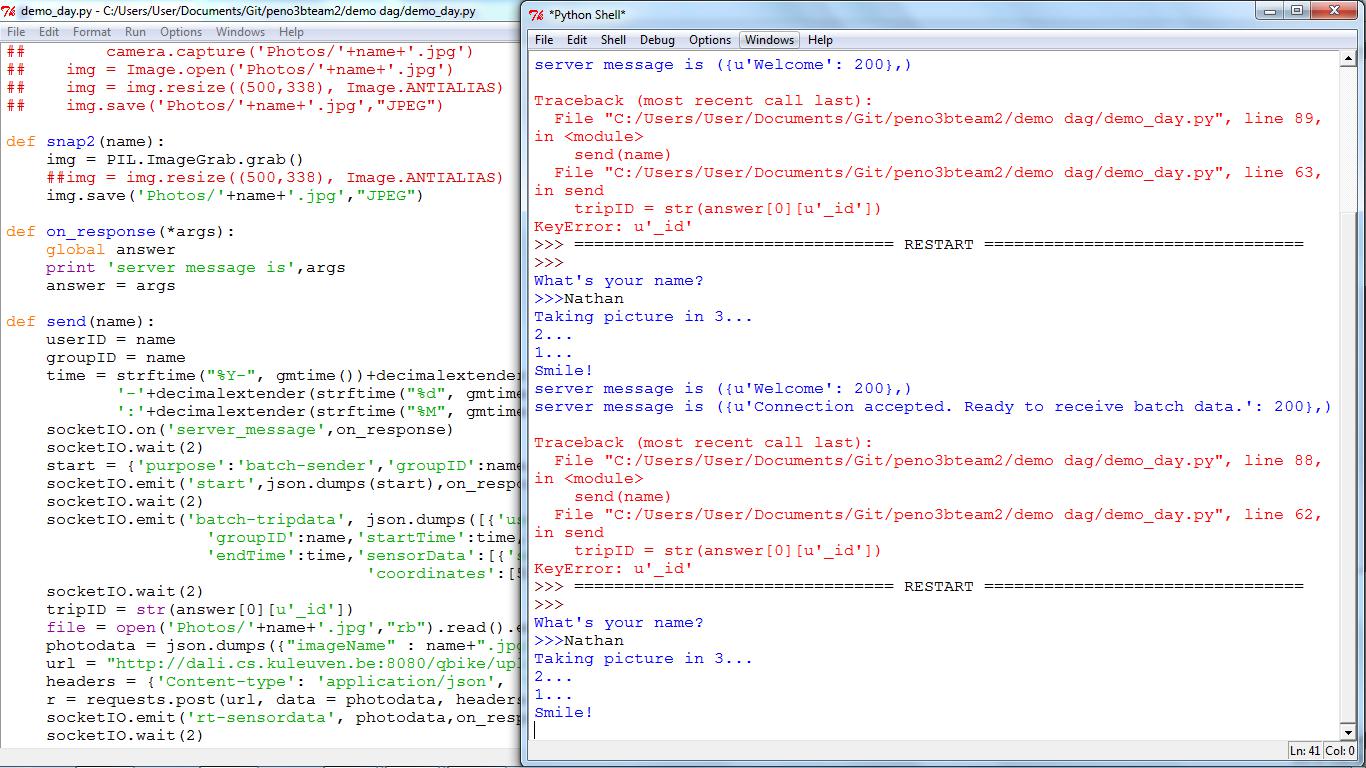 demo_day.py - C:/Users/User/Documents/Git/peno3bteam2/demo dag/demo_day.py
File Edit Format Run Options Windows Help
## camera.capture('Photos/'+name+'.jpg')
## img = Image.open('Photos/'+name+'.jpg')
## img = img.resize((500,338), Image.ANTIALIAS)
## img.save('Photos/'+name+'.jpg',"JPEG")
def snap2(name):
img = PIL.ImageGrab.grab()
##img = img.resize((500,338), Image.ANTIALIAS)
img.save('Photos/'+name+'.jpg',"JPEG")
def on_response(*args):
global answer
print 'server message is',args
answer = args
def send(name):
userID = name
groupID = name
time = strftime("%Y-", gmtime())+decimalextender
'-'+decimalextender(strftime("%d", gmtime
':'+decimalextender(strftime("%M", gmtime
socketIO.on('server_message',on_response)
socketIO.wait(2)
start = {'purpose':'batch-sender','groupID':name
socketIO.emit('start',json.dumps(start),on_respo
socketIO.wait(2)
socketIO.emit('batch-tripdata', json.dumps([{'us
'groupID':name,'startTime':time,
'endTime':time,'sensorData':[{'s
'coordinates':[5
socketIO.wait(2)
tripID = str(answer[0][u'_id'])
file = open('Photos/'+name+'.jpg',"rb").read().e
photodata = json.dumps({"imageName" : name+".jpg
url = "http://dali.cs.kuleuven.be:8080/qbike/upl
headers = {'Content-type': 'application/json',
r = requests.post(url, data = photodata, headers
socketIO.emit('rt-sensordata', photodata,on_resp
socketIO.wait(2)
*Python Shell*
File Edit Shell Debug Options Windows Help
server message is ({u'Welcome': 200},)
Traceback (most recent call last):
File "C:/Users/User/Documents/Git/peno3bteam2/demo dag/demo_day.py", line 89,
in <module>
send(name)
File "C:/Users/User/Documents/Git/peno3bteam2/demo dag/demo_day.py", line 63,
in send
tripID = str(answer[0][u'_id'])
KeyError: u'_id'
>>> ================================ RESTART ================================
>>>
What's your name?
>>>Nathan
Taking picture in 3...
2...
1...
Smile!
server message is ({u'Welcome': 200},)
server message is ({u'Connection accepted. Ready to receive batch data.': 200},)
Traceback (most recent call last):
File "C:/Users/User/Documents/Git/peno3bteam2/demo dag/demo_day.py", line 88,
in <module>
send(name)
File "C:/Users/User/Documents/Git/peno3bteam2/demo dag/demo_day.py", line 62,
in send
tripID = str(answer[0][u'_id'])
KeyError: u'_id'
>>> ================================ RESTART ================================
>>>
What's your name?
>>>Nathan
Taking picture in 3...
2...
1...
Smile!
Ln: 41 Col: 0